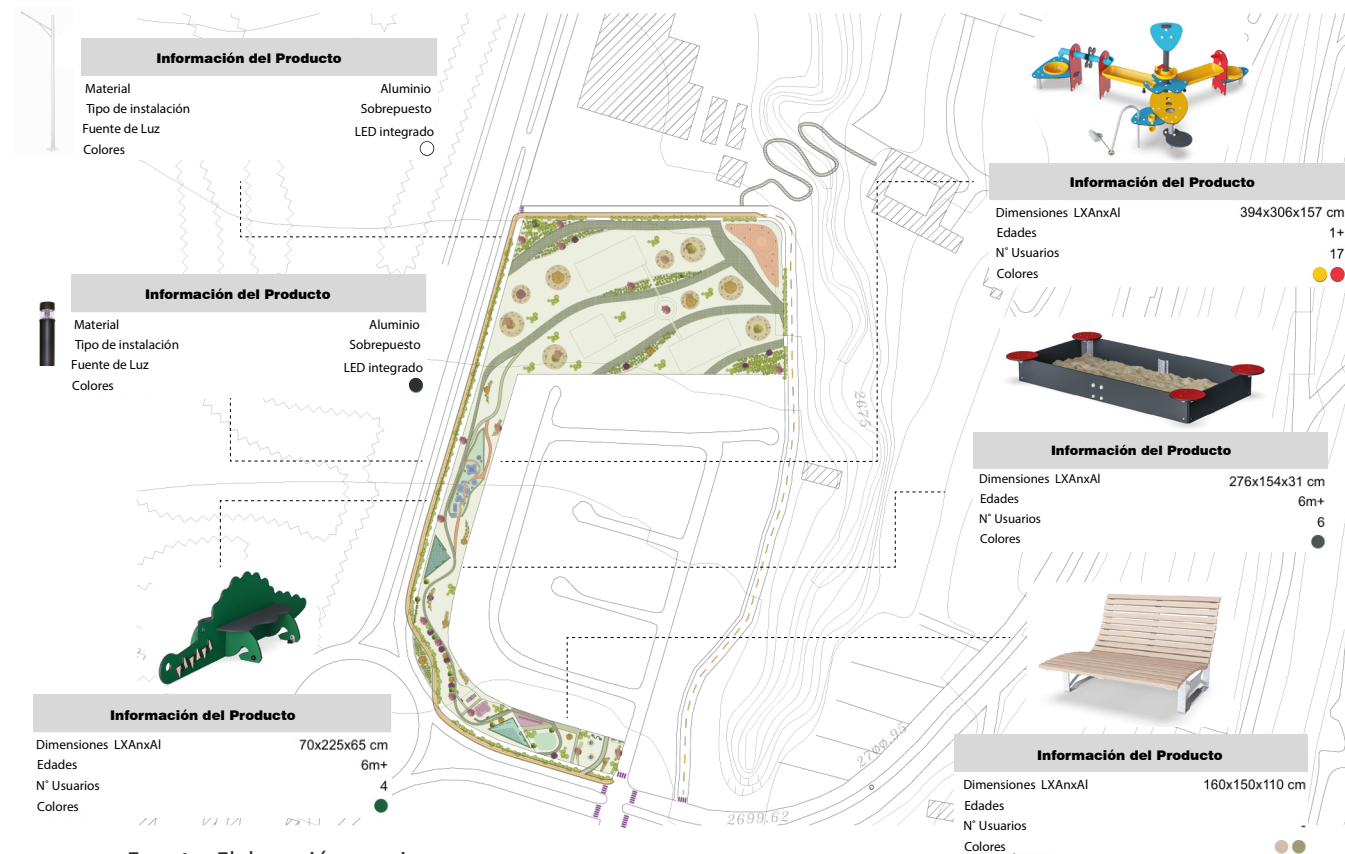 Información del Producto
Material Aluminio
Tipo de instalación Sobrepuesto
Fuente de Luz LED integrado
Colores
Información del Producto
Material Aluminio
Tipo de instalación Sobrepuesto
Fuente de Luz LED integrado
Colores
Información del Producto
Dimensiones LXAnxAl 70x225x65 cm
Edades 6m+
N° Usuarios 4
Colores
Información del Producto
Dimensiones LXAnxAl 394x306x157 cm
Edades 1+
N° Usuarios 17
Colores
Información del Producto
Dimensiones LXAnxAl 276x154x31 cm
Edades 6m+
N° Usuarios 6
Colores
Información del Producto
Dimensiones LXAnxAl 160x150x110 cm
Edades
N° Usuarios -
Colores
2675
2700.95
2699.62